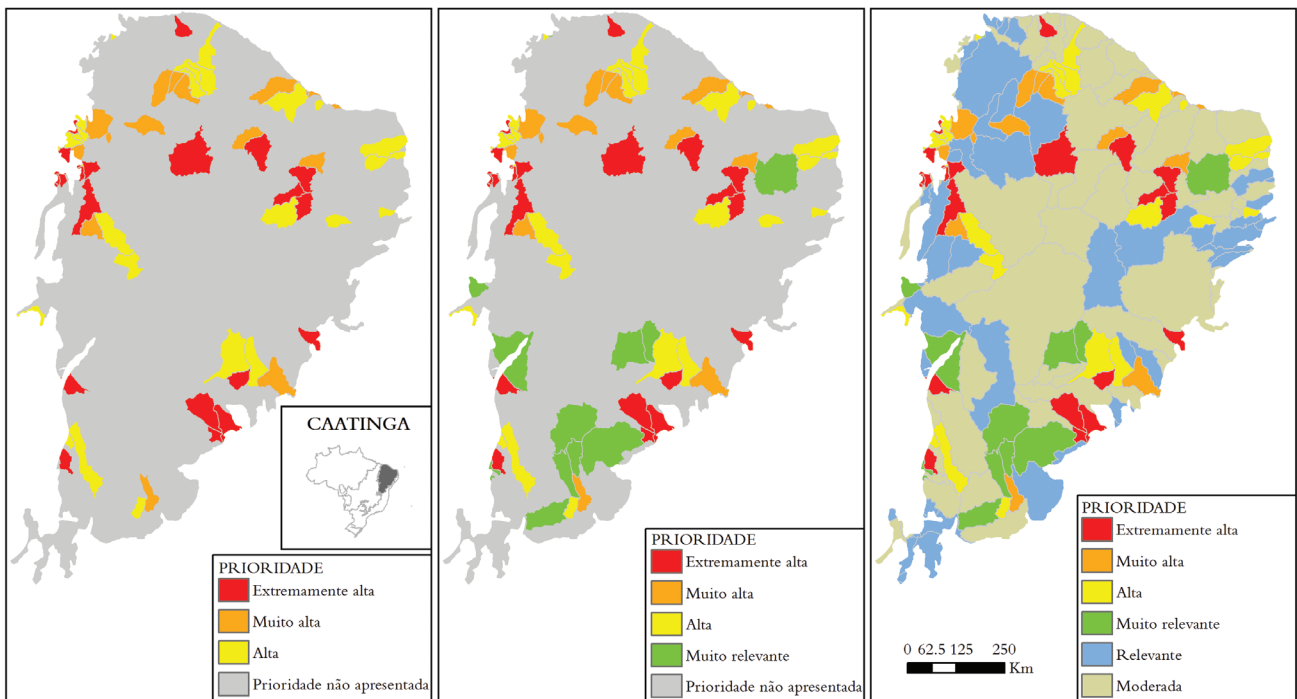 CAATINGA
PRIORIDADE
Extremamente alta
Muito alta
Alta
Prioridade não apresentada
PRIORIDADE
Extremamente alta
Muito alta
Alta
Muito relevante
Prioridade não apresentada
0 62.5 125 250
Km
PRIORIDADE
Extremamente alta
Muito alta
Alta
Muito relevante
Relevante
Moderada